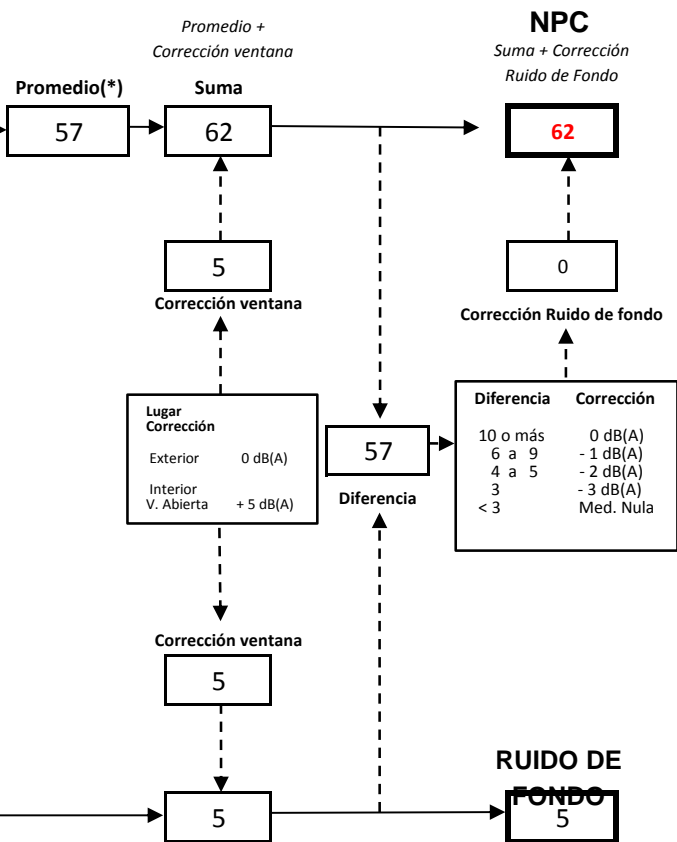 Promedio +
Corrección ventana
NPC
Suma + Corrección
Ruido de Fondo
Promedio(*)
Suma
57
62
62
5
0
Corrección ventana
Corrección Ruido de fondo
Lugar
Corrección
Exterior 0 dB(A)
Interior
V. Abierta + 5 dB(A)
57
Diferencia
Diferencia Corrección
10 o más 0 dB(A)
6 a 9 - 1 dB(A)
4 a 5 - 2 dB(A)
3 - 3 dB(A)
< 3 Med. Nula
Corrección ventana
5
RUIDO DE
FONDO
5
5